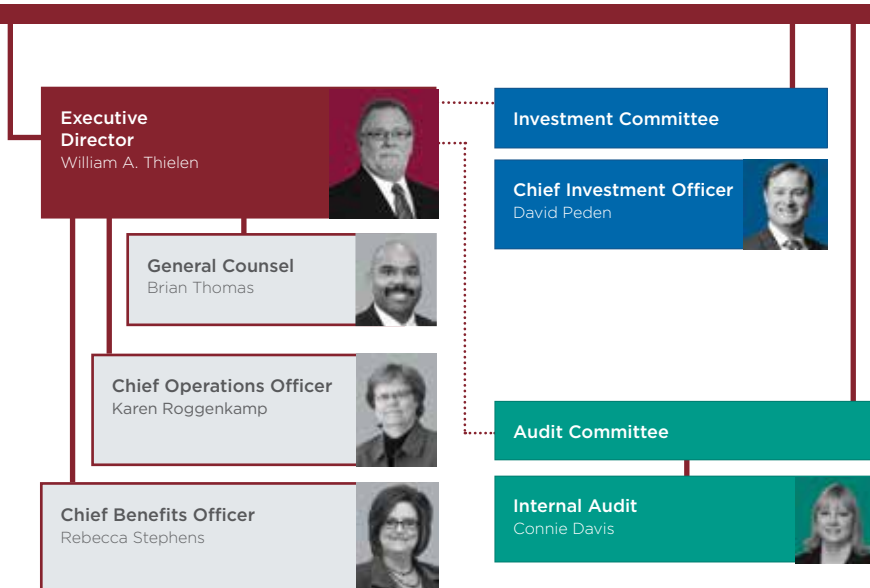 Executive
Director
William A. Thielen
Investment Committee
Chief Investment Officer
David Peden
General Counsel
Brian Thomas
Chief Operations Officer
Karen Roggenkamp
Audit Committee
Chief Benefits Officer
Rebecca Stephens
Internal Audit
Connie Davis